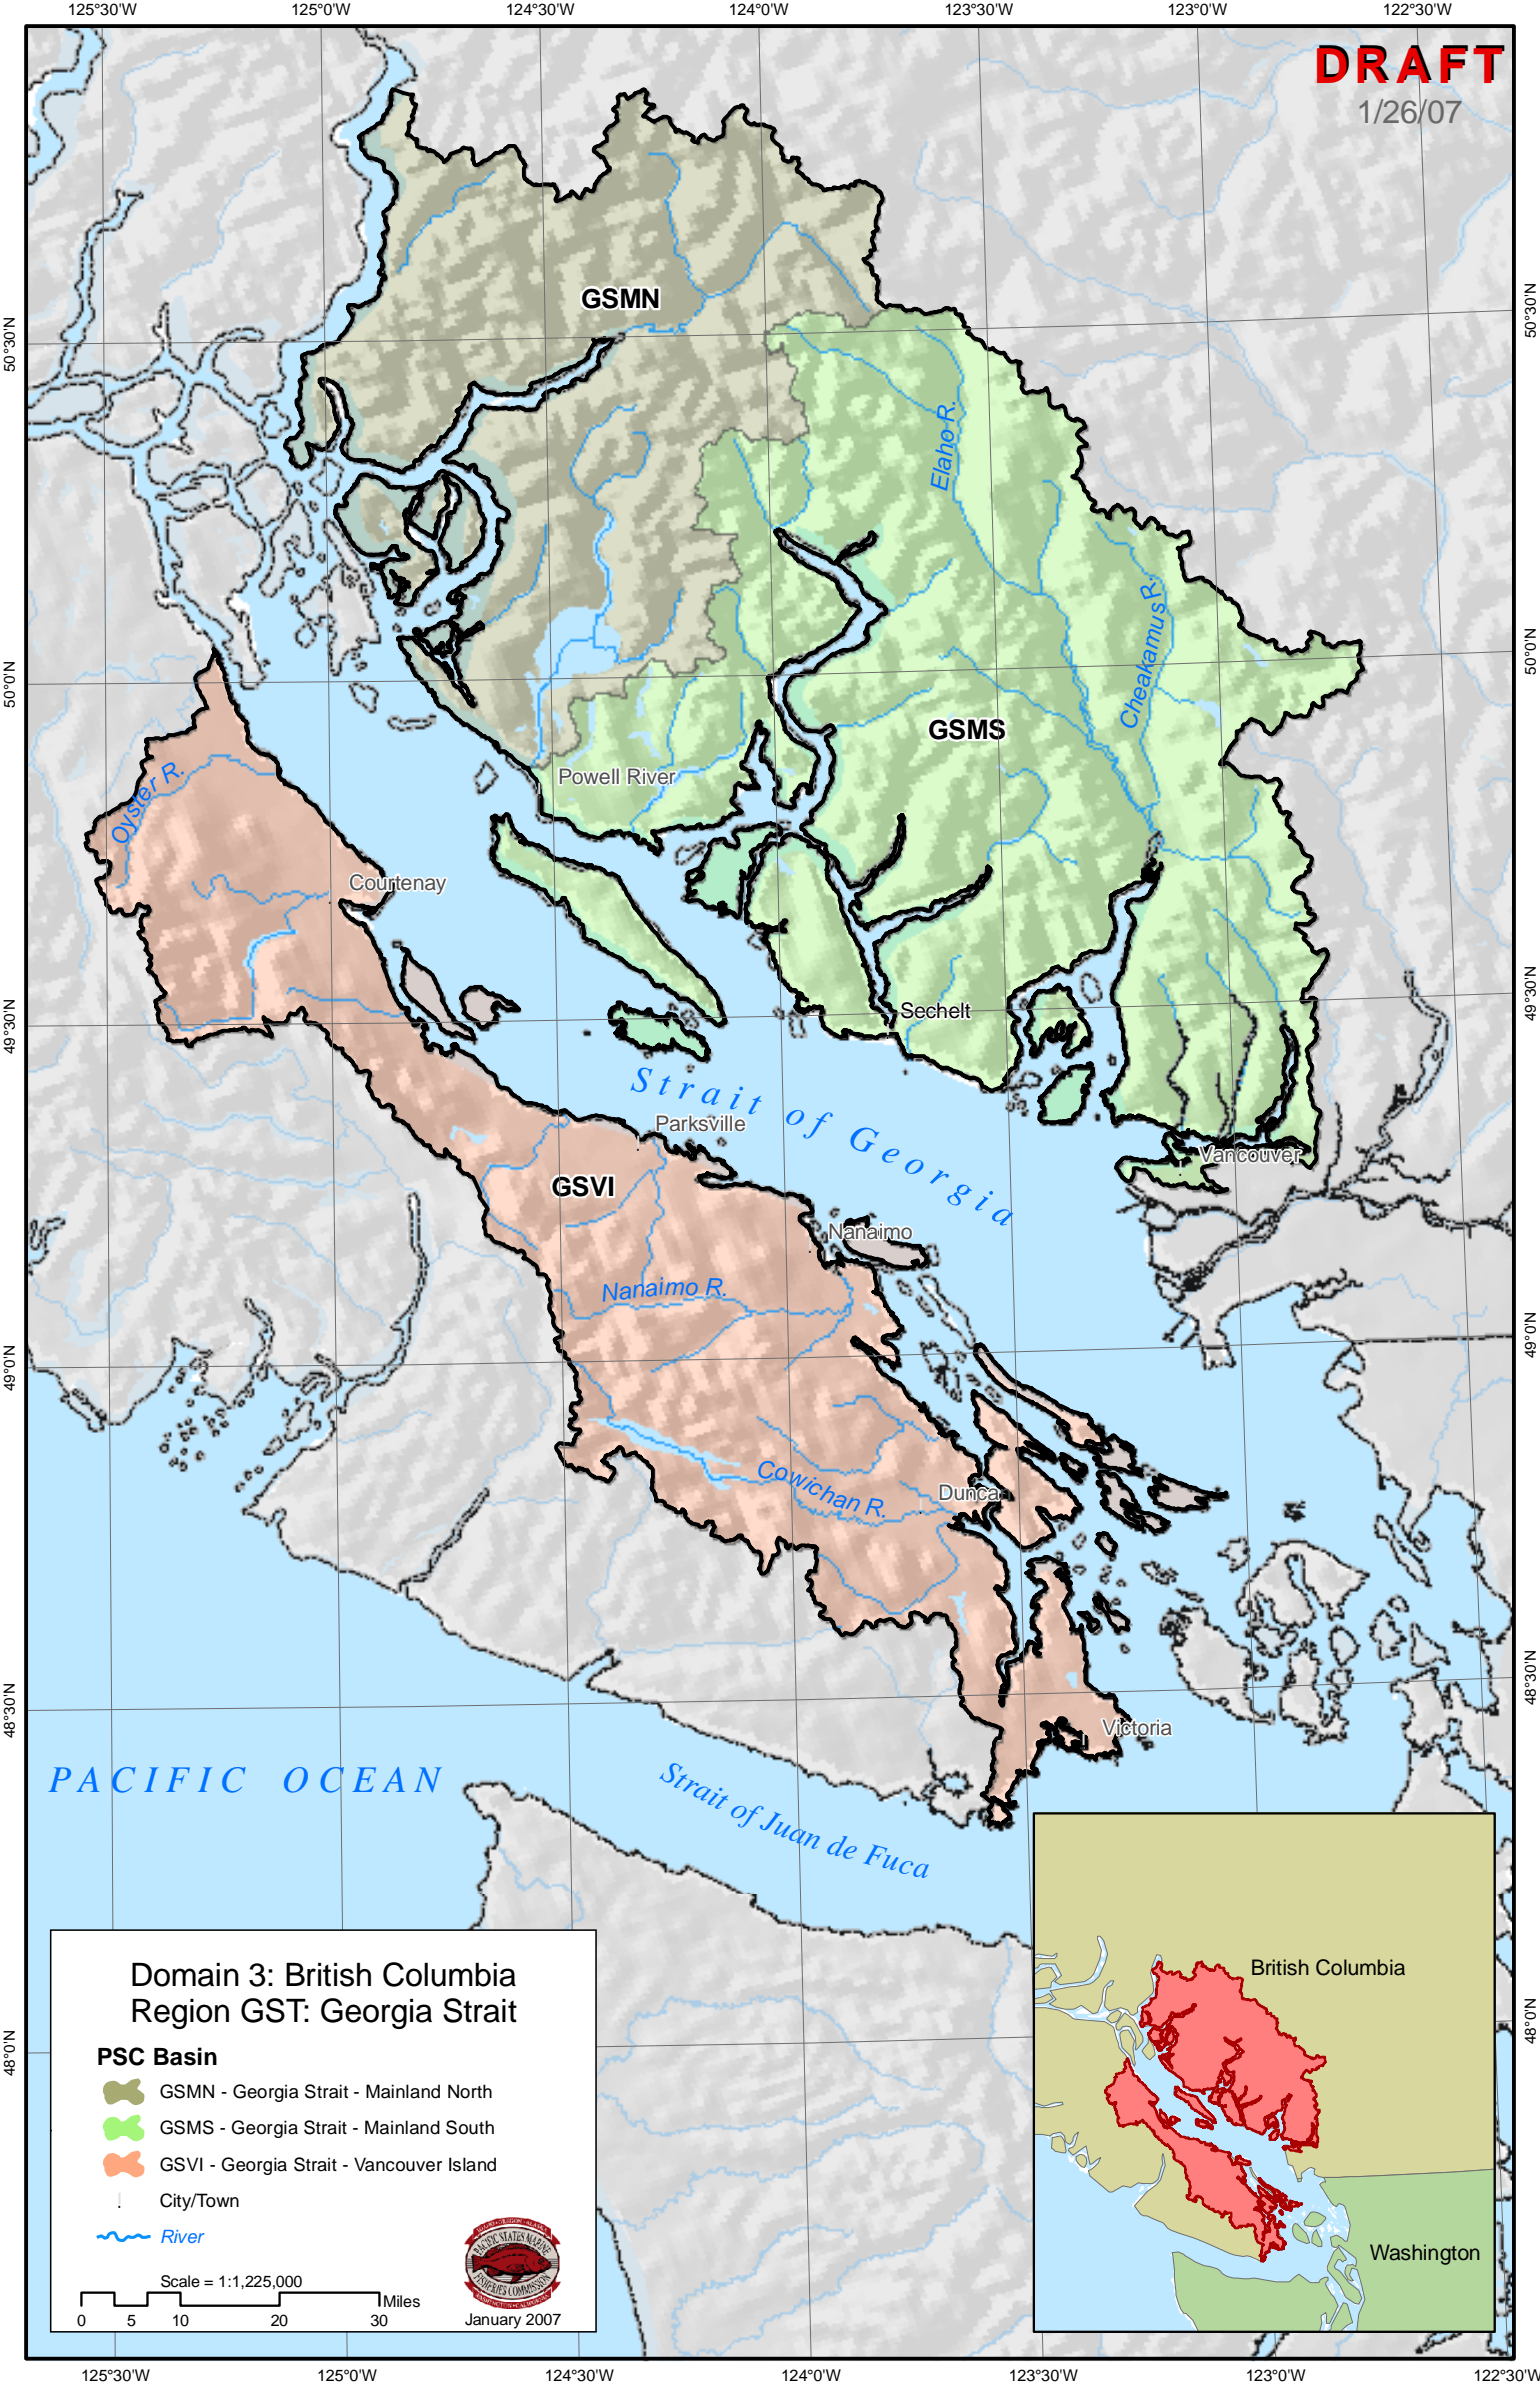 125°30'W 125°0'W 124°30'W 124°0'W 123°30'W 123°0'W 122°30'W
DRAFT
1/26/07
GSMN
50°30'N
50°30'N
Elaho R.
Cheakamus R.
50°0'N
50°0'N
GSMS
Powell River
Oyster R.
Courtenay
49°30'N
49°30'N
Sechelt
Strait of Georgia
Parksville
Vancouver
GSVI
Nanaimo
Nanaimo R.
49°0'N
49°0'N
Cowichan R.
Duncan
48°30'N
48°30'N
Victoria
PACIFIC OCEAN
Strait of Juan de Fuca
Domain 3: British Columbia
Region GST: Georgia Strait
PSC Basin
GSMN - Georgia Strait - Mainland North
GSMS - Georgia Strait - Mainland South
GSVI - Georgia Strait - Vancouver Island
City/Town
River
Scale = 1:1,225,000
Miles
0 5 10 20 30
PACIFIC STATES MARINE
FISHERIES COMMISSION
January 2007
British Columbia
Washington
48°0'N
48°0'N
125°30'W 125°0'W 124°30'W 124°0'W 123°30'W 123°0'W 122°30'W